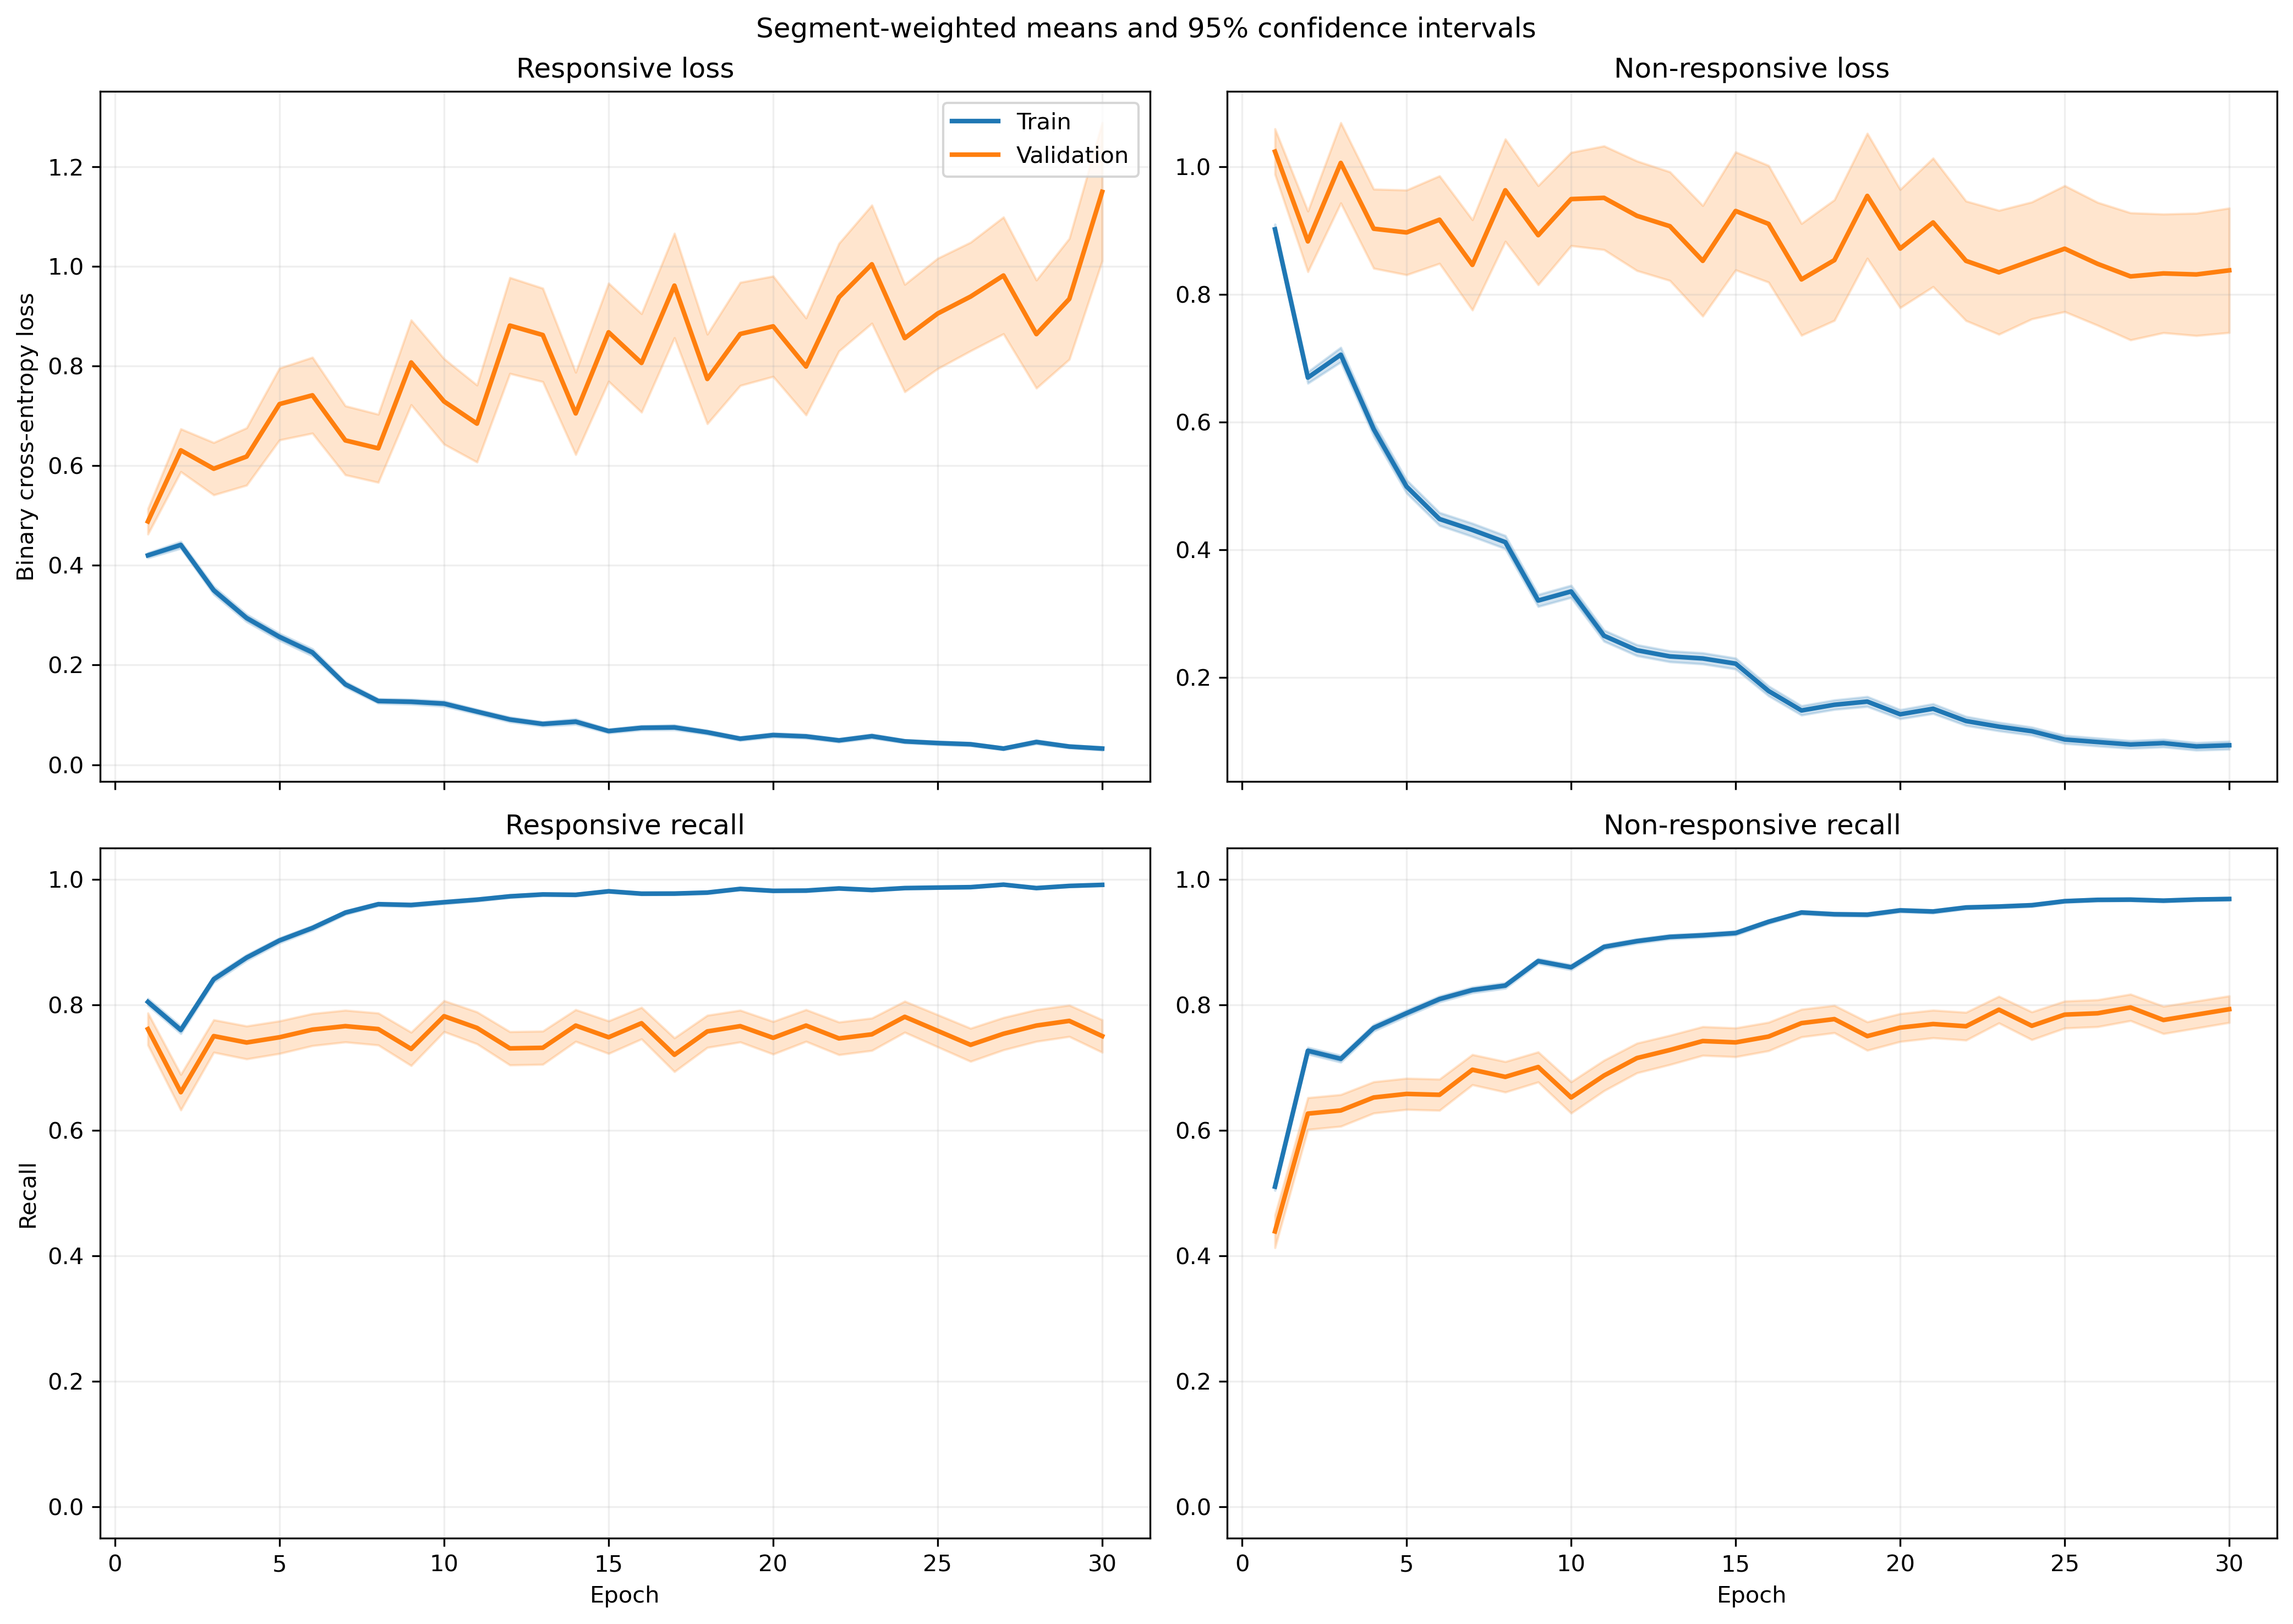 Segment-weighted means and 95% confidence intervals
Responsive loss
Non-responsive loss
Train
Validation
Binary cross-entropy loss
1.2
1.0
0.8
0.6
0.4
0.2
0.0
1.0
0.8
0.6
0.4
0.2
Responsive recall
Non-responsive recall
Recall
1.0
0.8
0.6
0.4
0.2
0.0
1.0
0.8
0.6
0.4
0.2
0.0
0 5 10 15 20 25 30
0 5 10 15 20 25 30
Epoch
Epoch